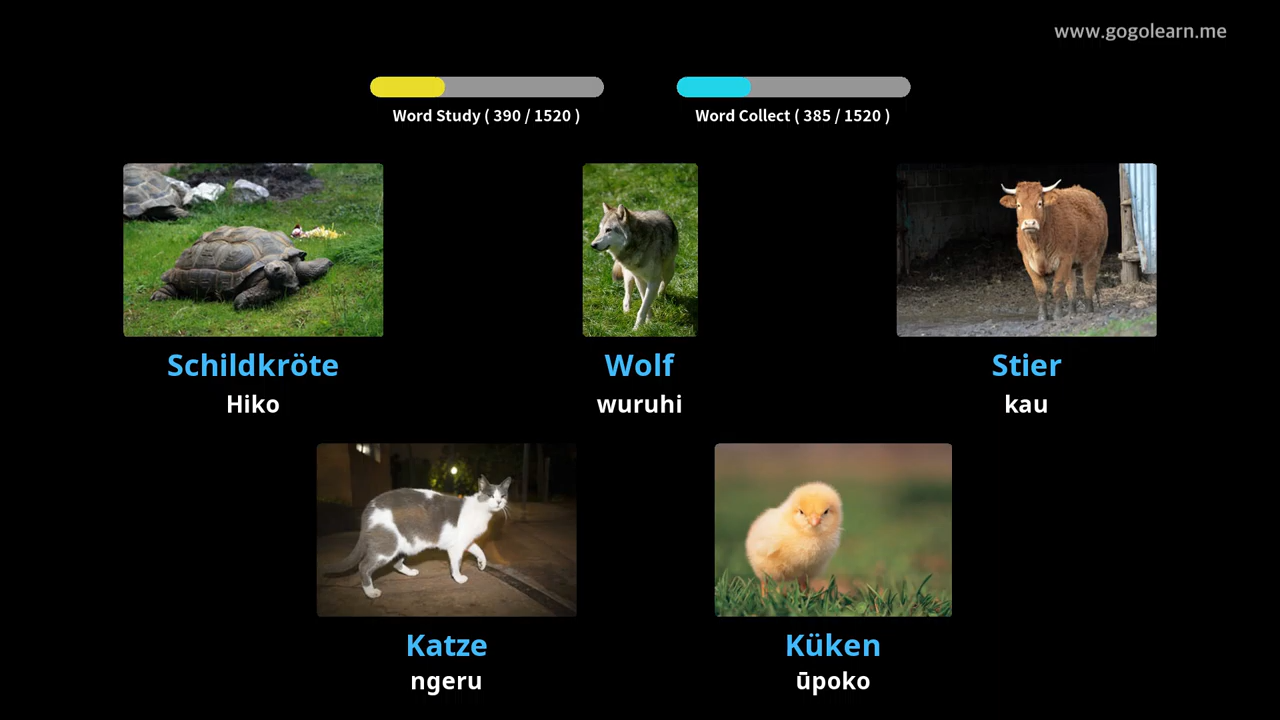 www.gogolearn.me
Word Study ( 390 / 1520 )
Word Collect ( 385 / 1520 )
Schildkröte
Hiko
Wolf
wuruhi
Stier
kau
Katze
ngeru
Küken
ūpoko